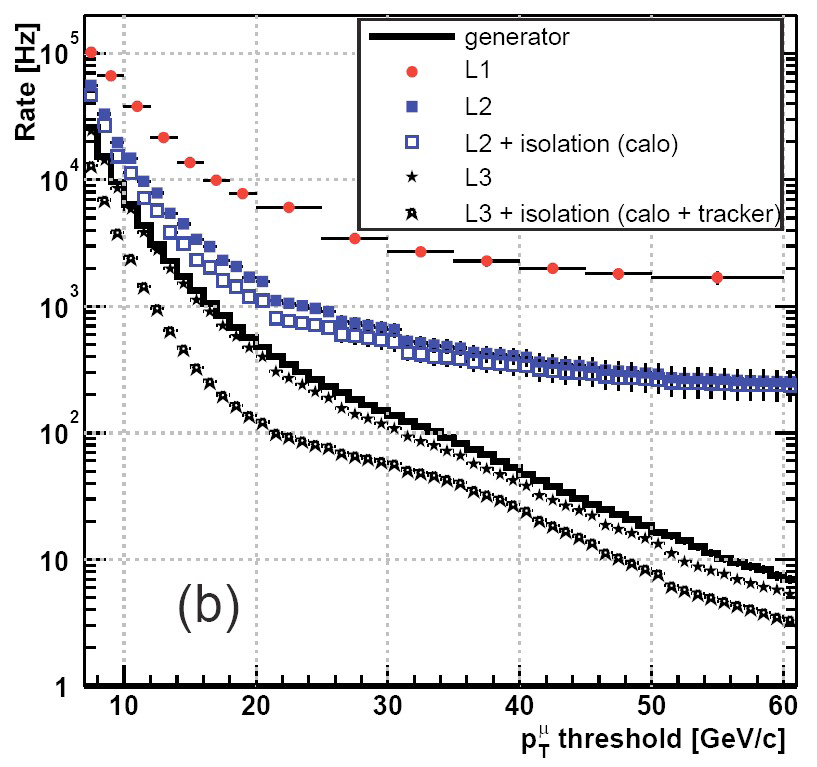 Rate [Hz]
10^5
10^4
10^3
10^2
10
1
generator
L1
L2
L2 + isolation (calo)
L3
L3 + isolation (calo + tracker)
(b)
10 20 30 40 50 60
p_T^μ threshold [GeV/c]